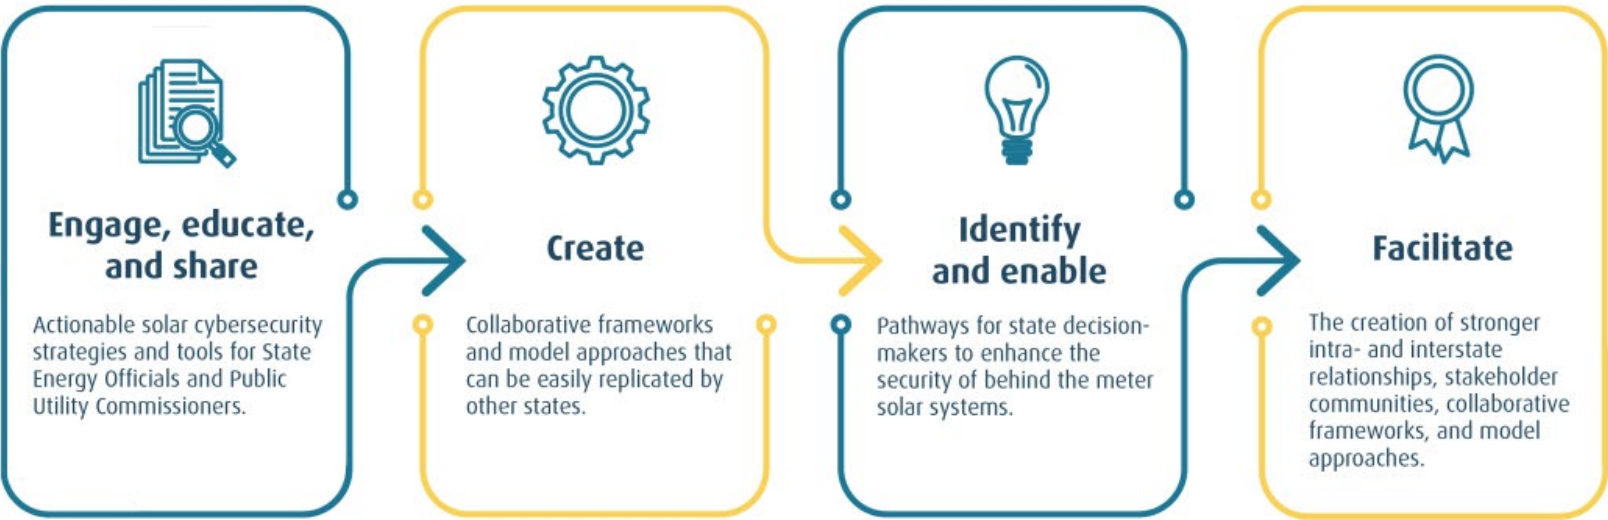 Engage, educate,
and share
Actionable solar cybersecurity
strategies and tools for State
Energy Officials and Public
Utility Commissioners.
Create
Collaborative frameworks
and model approaches that
can be easily replicated by
other states.
Identify
and enable
Pathways for state decision-
makers to enhance the
security of behind the meter
solar systems.
Facilitate
The creation of stronger
intra- and interstate
relationships, stakeholder
communities, collaborative
frameworks, and model
approaches.